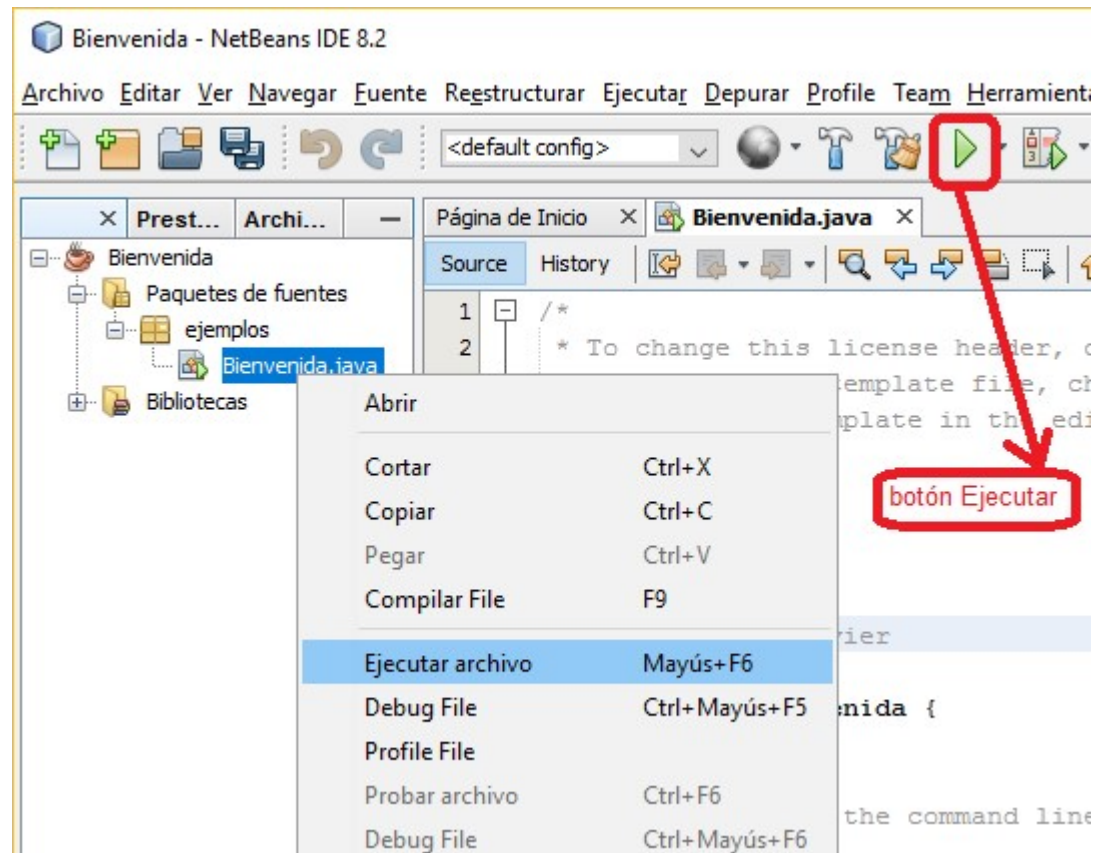 Bienvenida - NetBeans IDE 8.2
Archivo Editar Ver Navegar Fuente Reestructurar Ejecutar Depurar Profile Team Herramient
<default config>
Prest... Archi...
Página de Inicio Bienvenida.java
Source History
Bienvenida
Paquetes de fuentes
ejemplos
Bienvenida.java
Bibliotecas
1 /*
2 * To change this license header, c
emplate file, ch
plate in the edi
botón Ejecutar
Abrir
Cortar Ctrl+X
Copiar Ctrl+C
Pegar Ctrl+V
Compilar File F9
Ejecutar archivo Mayús+F6
Debug File Ctrl+Mayús+F5
Profile File
Probar archivo Ctrl+F6
Debug File Ctrl+Mayús+F6
vier
enida {
the command line